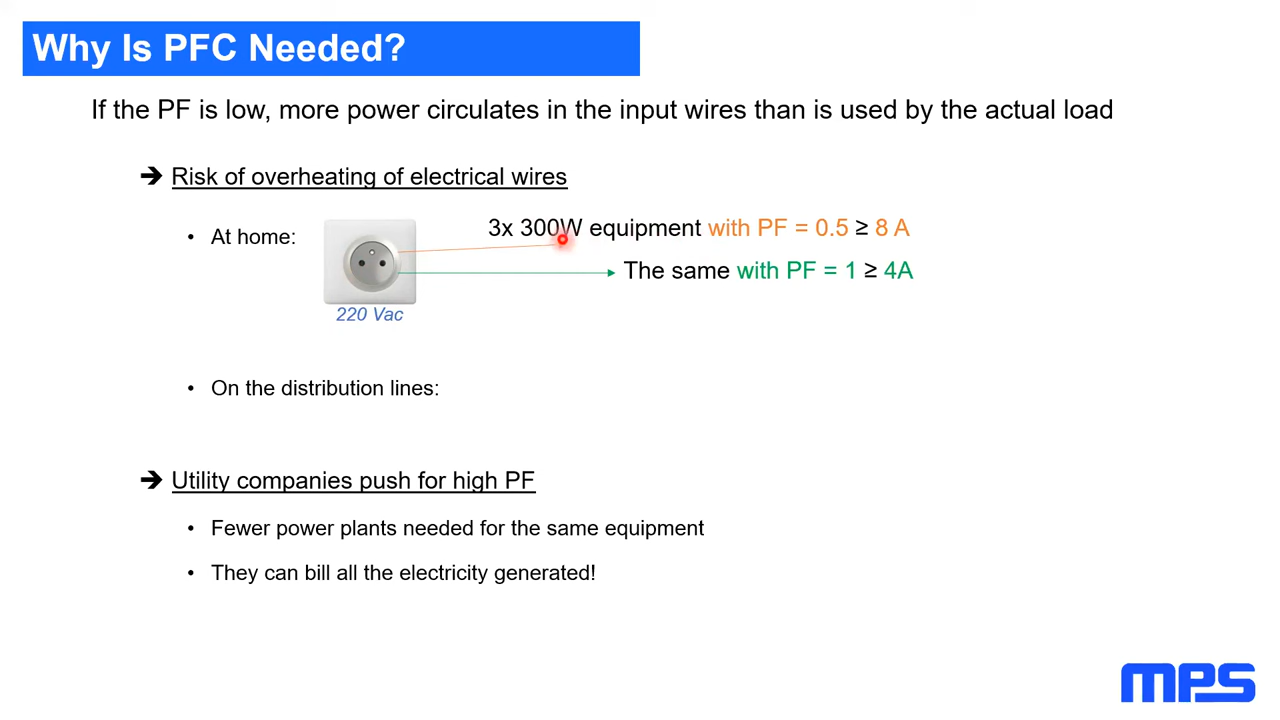 Why Is PFC Needed?
If the PF is low, more power circulates in the input wires than is used by the actual load
➔ Risk of overheating of electrical wires
• At home:
3x 300W equipment with PF = 0.5 ≥ 8 A
The same with PF = 1 ≥ 4A
220 Vac
• On the distribution lines:
➔ Utility companies push for high PF
• Fewer power plants needed for the same equipment
• They can bill all the electricity generated!
mps